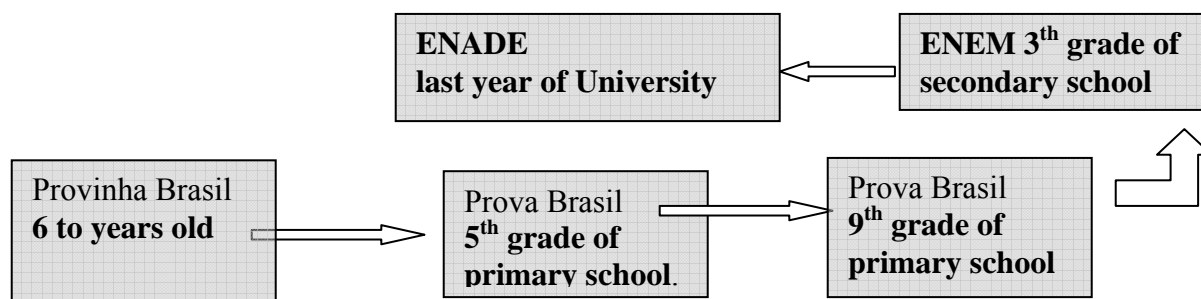 ENADE
last year of University
ENEM 3th grade of
secondary school
Provinha Brasil
6 to years old
Prova Brasil
5th grade of
primary school.
Prova Brasil
9th grade of
primary school